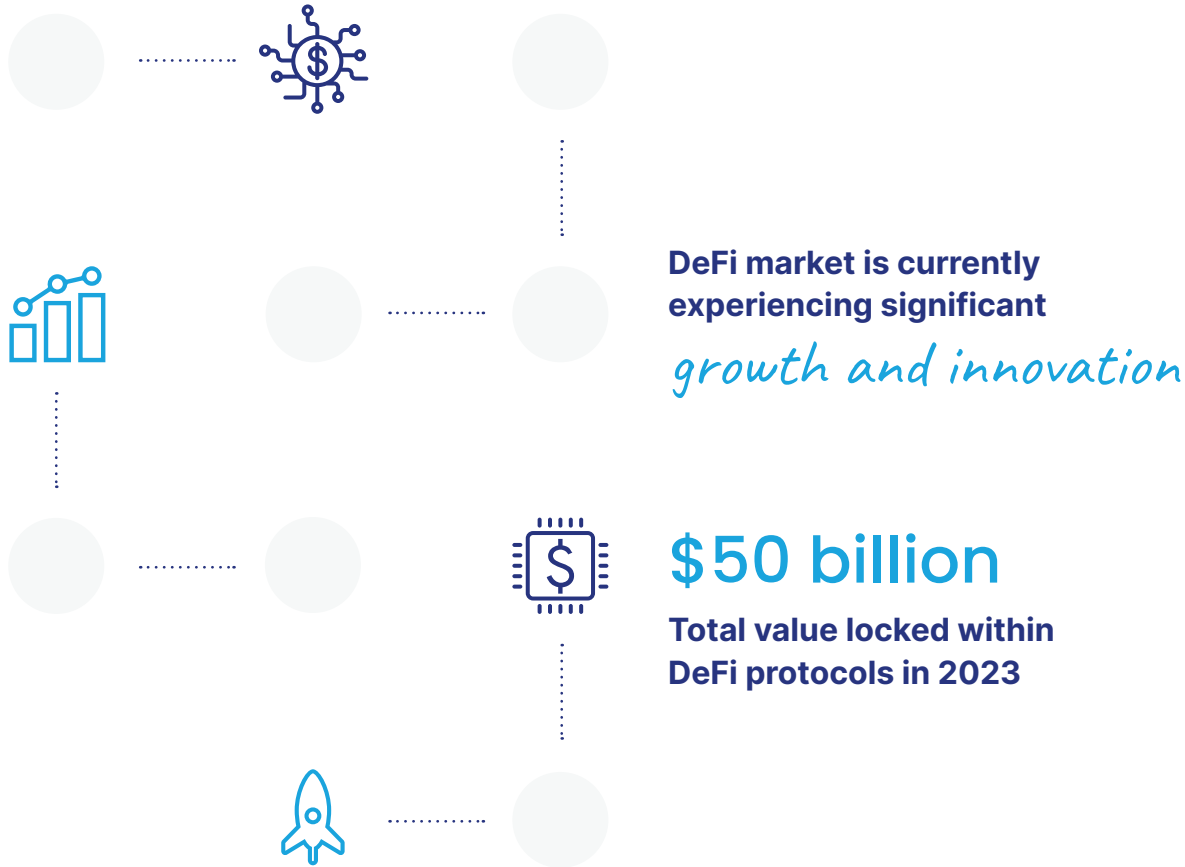 DeFi market is currently
experiencing significant
growth and innovation
$50 billion
Total value locked within
DeFi protocols in 2023